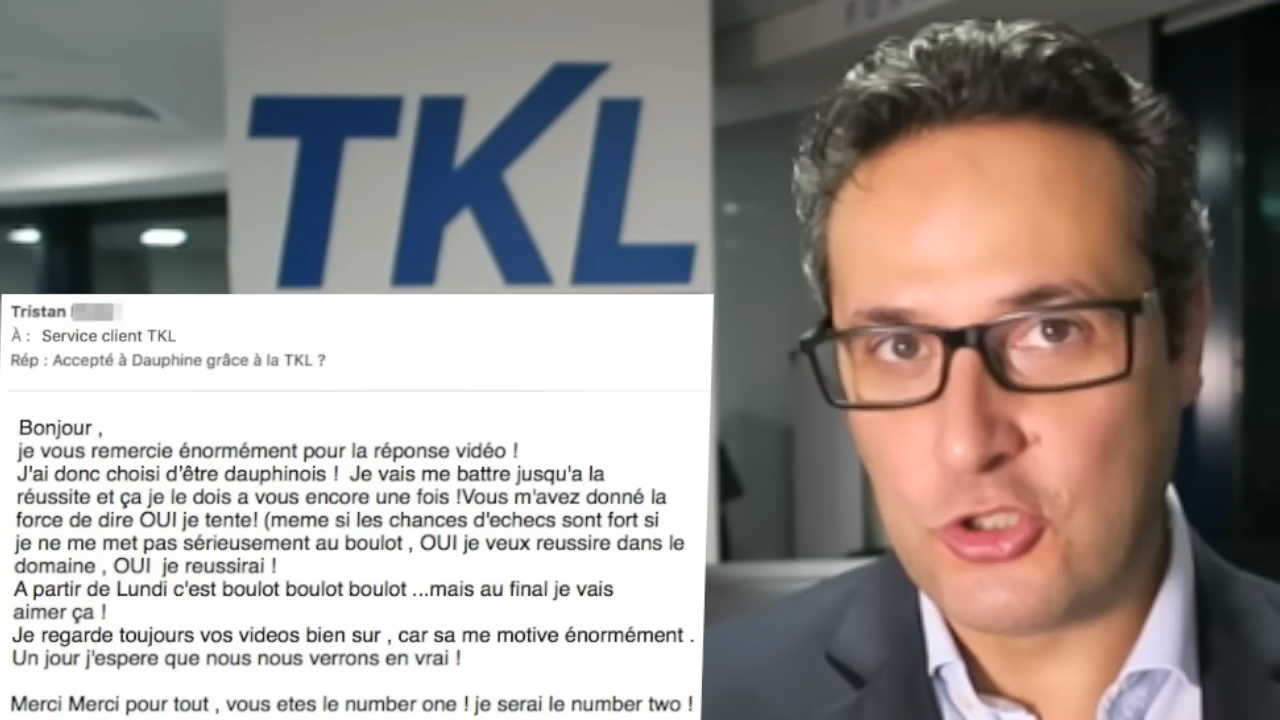 TKL
Tristan
À : Service client TKL
Rép : Accepté à Dauphine grâce à la TKL ?
Bonjour ,
je vous remercie énormément pour la réponse vidéo !
J'ai donc choisi d'être dauphinois ! Je vais me battre jusqu'a la
réussite et ça je le dois a vous encore une fois !Vous m'avez donné la
force de dire OUI je tente! (meme si les chances d'echecs sont fort si
je ne me met pas sérieusement au boulot , OUI je veux reussire dans le
domaine , OUI je reussirai !
A partir de Lundi c'est boulot boulot boulot ...mais au final je vais
aimer ça !
Je regarde toujours vos videos bien sur , car sa me motive énormément .
Un jour j'espere que nous nous verrons en vrai !
Merci Merci pour tout , vous etes le number one ! je serai le number two !